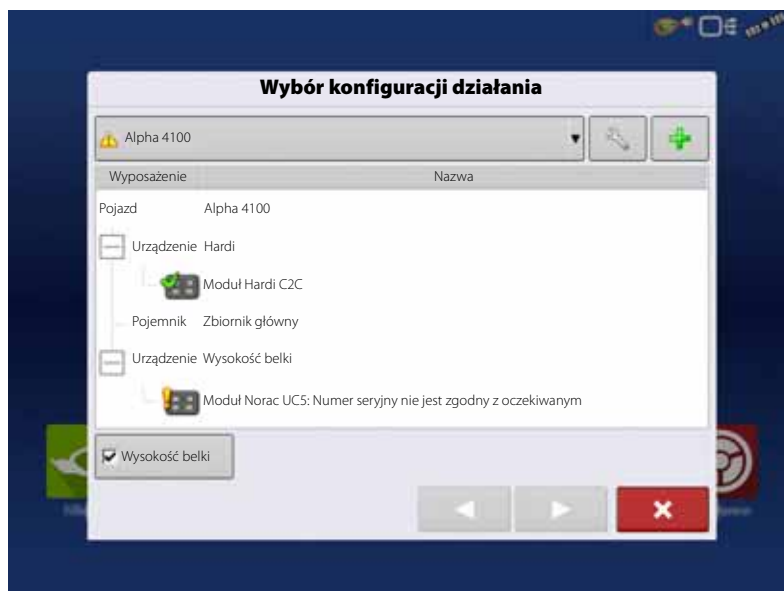 Wybór konfiguracji działania
Alpha 4100
Wyposażenie Nazwa
Pojazd Alpha 4100
Urządzenie Hardi
Moduł Hardi C2C
Pojemnik Zbiornik główny
Urządzenie Wysokość belki
Moduł Norac UC5: Numer seryjny nie jest zgodny z oczekiwanym
Wysokość belki